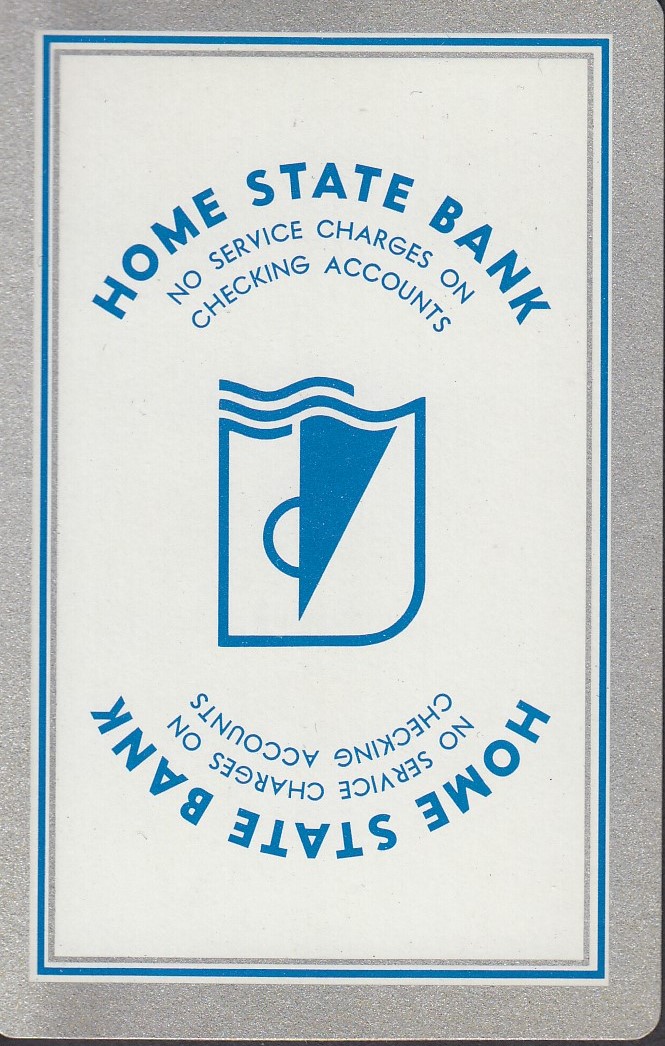 HOME STATE BANK
NO SERVICE CHARGES ON
CHECKING ACCOUNTS
HOME STATE BANK
NO SERVICE CHARGES ON
CHECKING ACCOUNTS